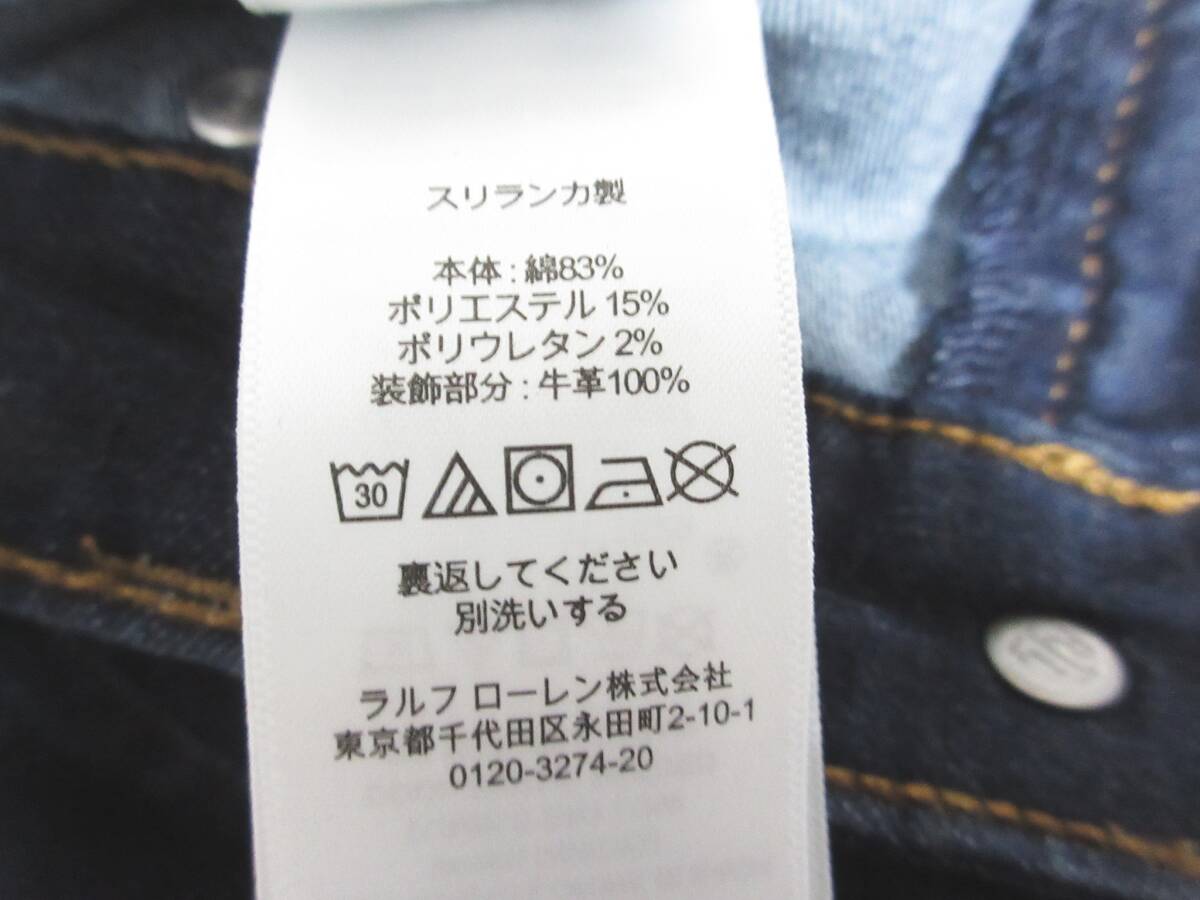 スリランカ製
本体 : 綿83%
ポリエステル 15%
ポリウレタン 2%
装飾部分 : 牛革100%
30
裏返してください
別洗いする
ラルフ ローレン株式会社
東京都千代田区永田町2-10-1
0120-3274-20